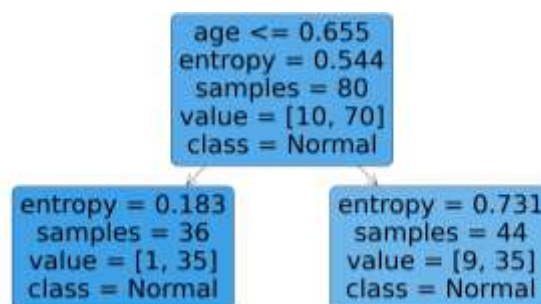 age <= 0.655
entropy = 0.544
samples = 80
value = [10, 70]
class = Normal
entropy = 0.183
samples = 36
value = [1, 35]
class = Normal
entropy = 0.731
samples = 44
value = [9, 35]
class = Normal